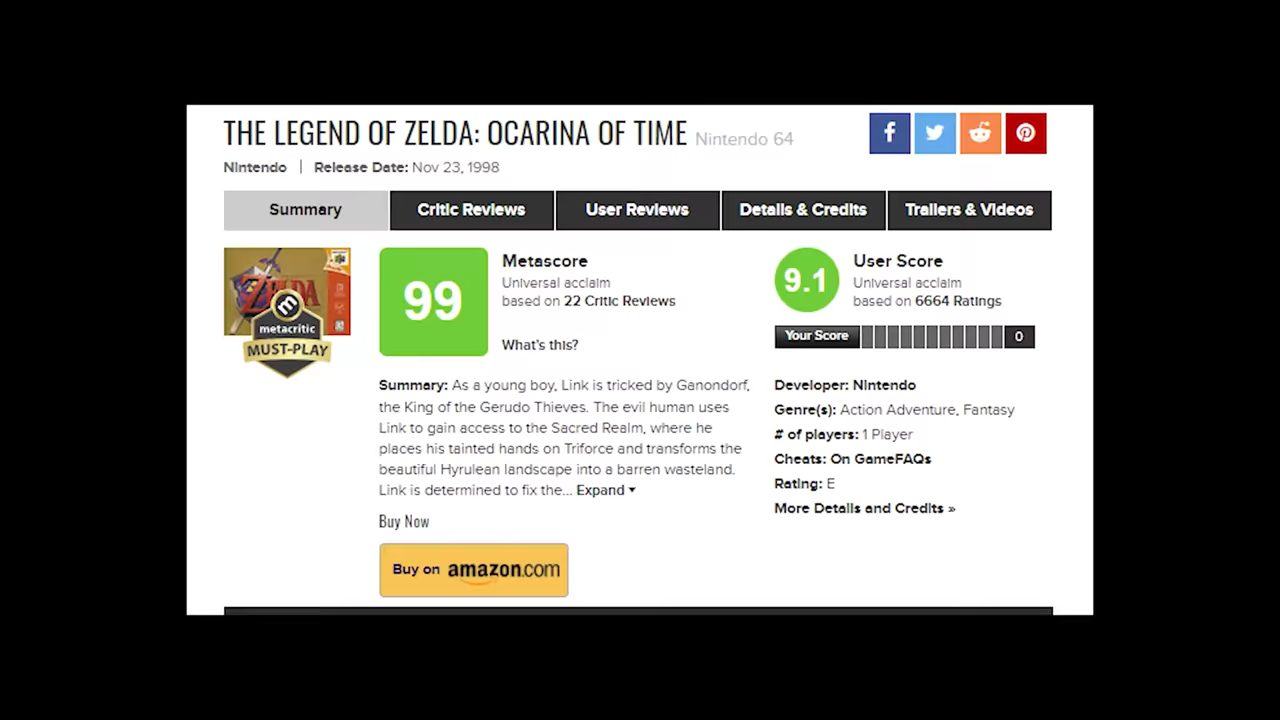 THE LEGEND OF ZELDA: OCARINA OF TIME Nintendo 64
Nintendo | Release Date: Nov 23, 1998
Summary
Critic Reviews
User Reviews
Details & Credits
Trailers & Videos
ZELDA
metacritic
MUST-PLAY
99
Metascore
Universal acclaim
based on 22 Critic Reviews
What's this?
Summary: As a young boy, Link is tricked by Ganondorf,
the King of the Gerudo Thieves. The evil human uses
Link to gain access to the Sacred Realm, where he
places his tainted hands on Triforce and transforms the
beautiful Hyrulean landscape into a barren wasteland.
Link is determined to fix the... Expand
Buy Now
Buy on amazon.com
9.1
User Score
Universal acclaim
based on 6664 Ratings
Your Score 0
Developer: Nintendo
Genre(s): Action Adventure, Fantasy
# of players: 1 Player
Cheats: On GameFAQs
Rating: E
More Details and Credits »